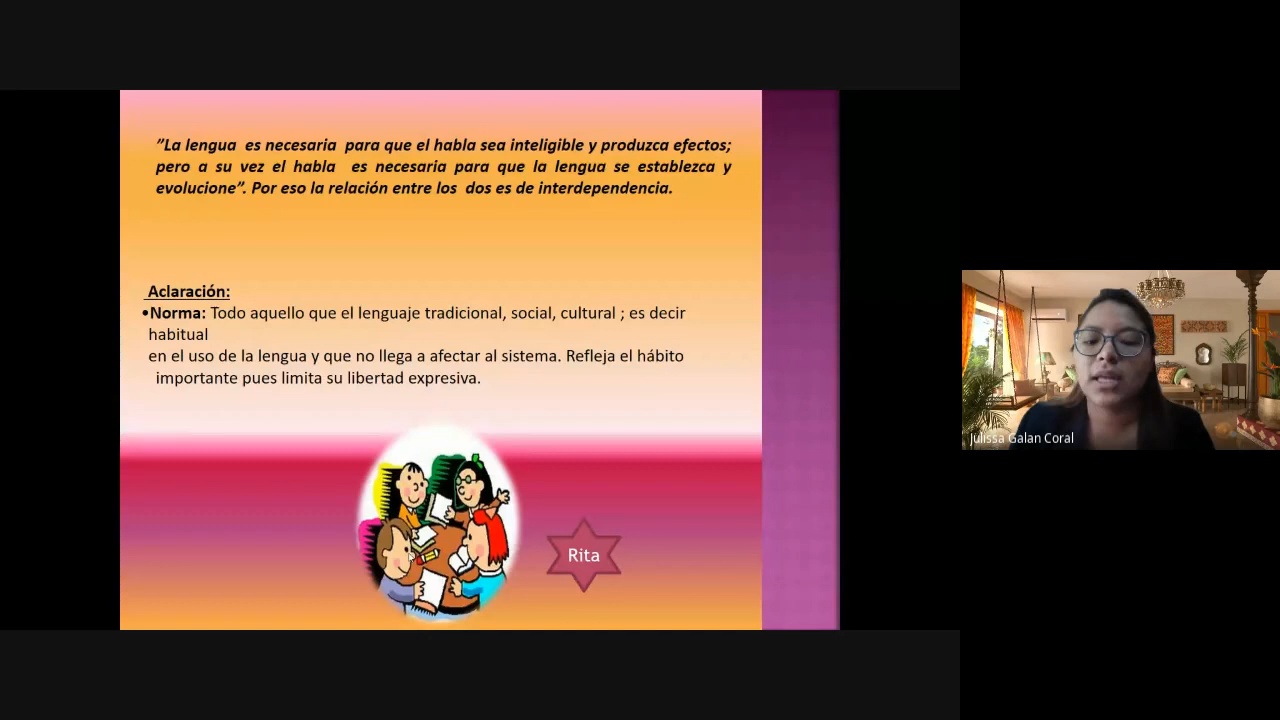 ”La lengua es necesaria para que el habla sea inteligible y produzca efectos;
pero a su vez el habla es necesaria para que la lengua se establezca y
evolucione”. Por eso la relación entre los dos es de interdependencia.
Aclaración:
•Norma: Todo aquello que el lenguaje tradicional, social, cultural ; es decir
habitual
en el uso de la lengua y que no llega a afectar al sistema. Refleja el hábito
importante pues limita su libertad expresiva.
Rita
Julissa Galan Coral